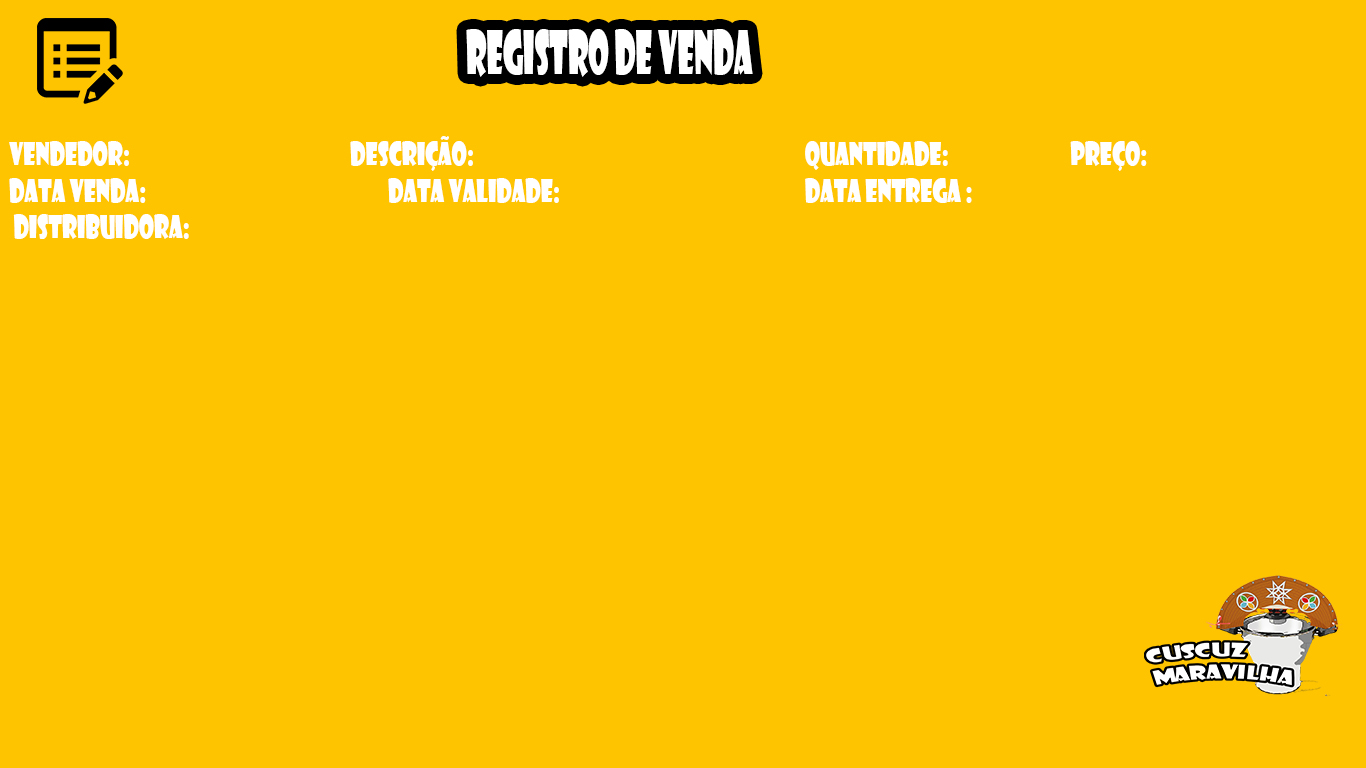 REGISTRO DE VENDA
VENDEDOR: DESCRIÇÃO: QUANTIDADE: PREÇO:
DATA VENDA: DATA VALIDADE: DATA ENTREGA :
DISTRIBUIDORA:
CUSCUZ
MARAVILHA